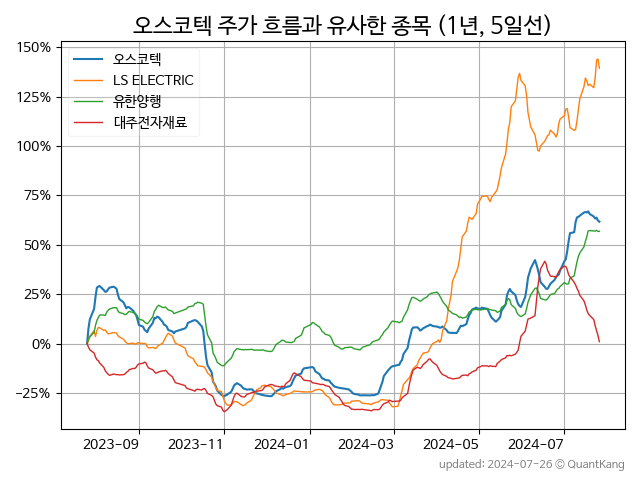 오스코텍 주가 흐름과 유사한 종목 (1년, 5일선)
150%
125%
100%
75%
50%
25%
0%
−25%
오스코텍
LS ELECTRIC
유한양행
대주전자재료
2023-09 2023-11 2024-01 2024-03 2024-05 2024-07
updated: 2024-07-26 © QuantKang